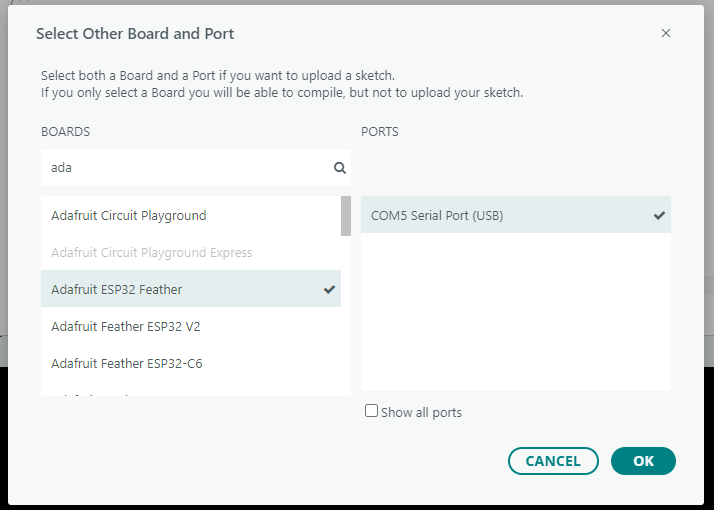 Select Other Board and Port
Select both a Board and a Port if you want to upload a sketch.
If you only select a Board you will be able to compile, but not to upload your sketch.
BOARDS
PORTS
ada
Adafruit Circuit Playground
COM5 Serial Port (USB)
Adafruit Circuit Playground Express
Adafruit ESP32 Feather
Adafruit Feather ESP32 V2
Adafruit Feather ESP32-C6
Show all ports
CANCEL
OK